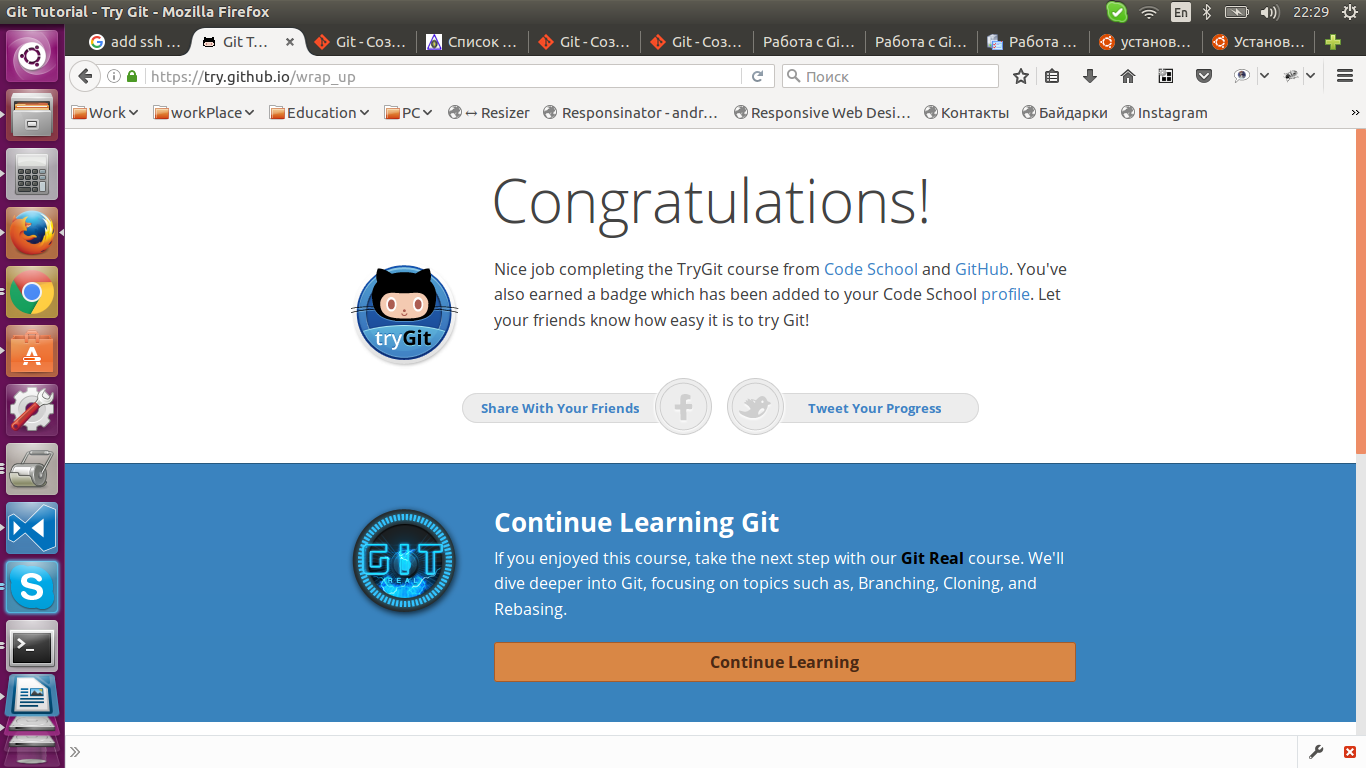 Git Tutorial - Try Git - Mozilla Firefox
En
22:29
add ssh ...
Git T...
Git - Соз...
Список ...
Git - Соз...
Git - Соз...
Работа с Gi...
Работа с Gi...
Работа ...
установ...
Установ...
https://try.github.io/wrap_up
Поиск
Work
workPlace
Education
PC
↔ Resizer
Responsinator - andr...
Responsive Web Desi...
Контакты
Байдарки
Instagram
»
Congratulations!
Nice job completing the TryGit course from Code School and GitHub. You've
also earned a badge which has been added to your Code School profile. Let
your friends know how easy it is to try Git!
tryGit
Share With Your Friends
Tweet Your Progress
Continue Learning Git
If you enjoyed this course, take the next step with our Git Real course. We'll
dive deeper into Git, focusing on topics such as, Branching, Cloning, and
Rebasing.
GIT
REAL
Continue Learning
»